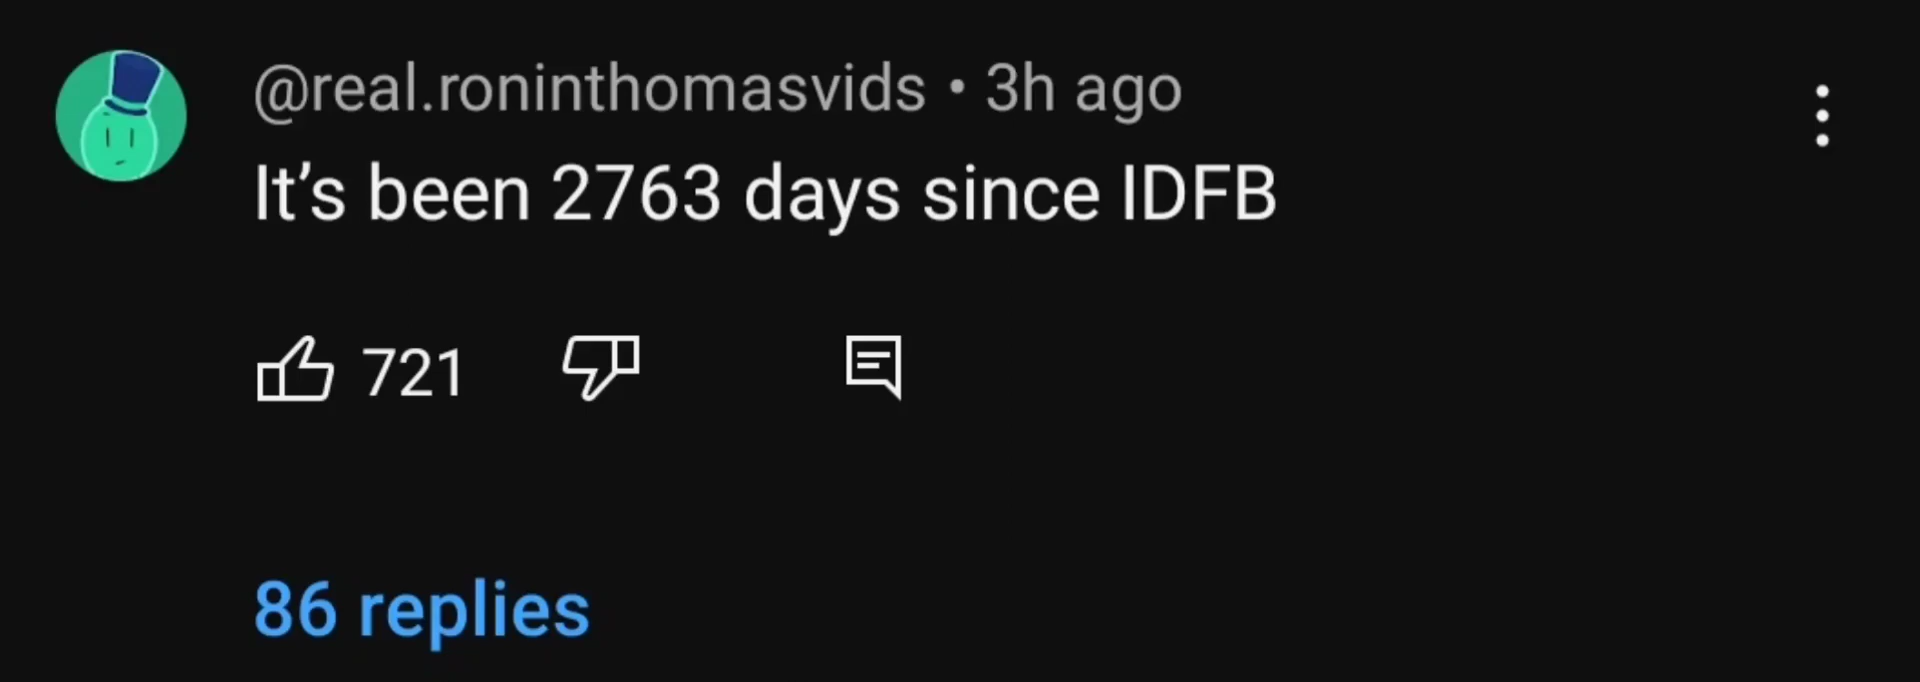 @real.roninthomasvids • 3h ago
It’s been 2763 days since IDFB
721
86 replies